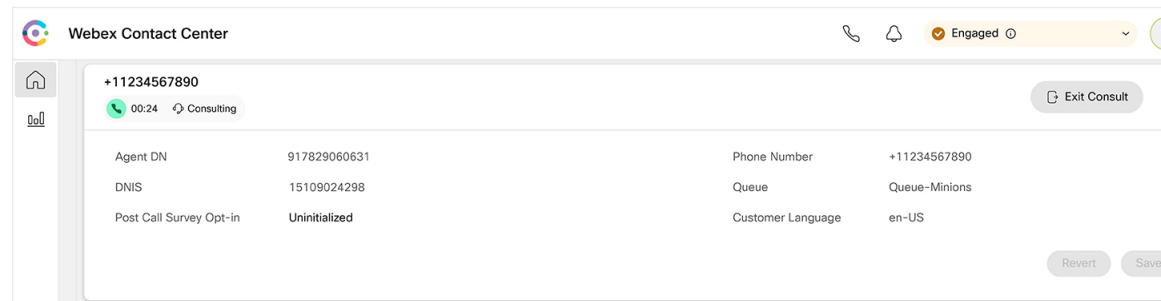 Webex Contact Center
Engaged
+11234567890
00:24 Consulting
Exit Consult
Agent DN 917829060631 Phone Number +11234567890
DNIS 15109024298 Queue Queue-Minions
Post Call Survey Opt-in Uninitialized Customer Language en-US
Revert Save